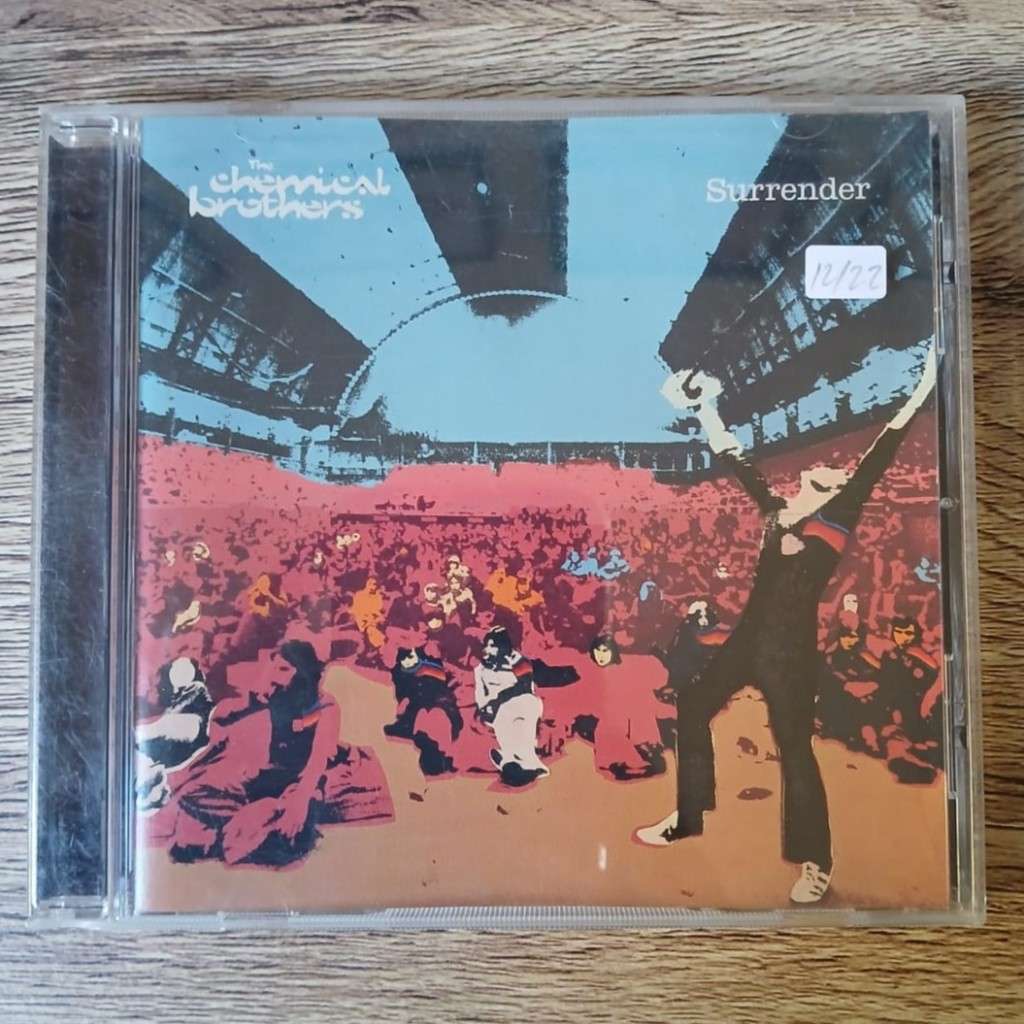 The
chemical
brothers
Surrender
12/22